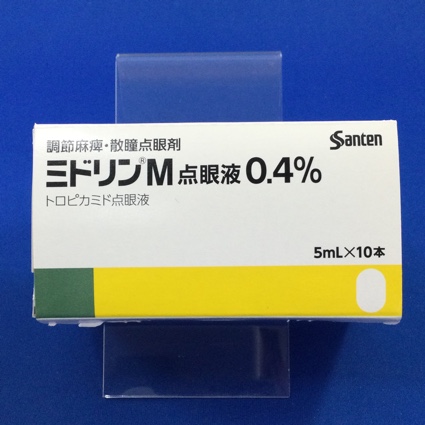 Santen
調節麻痺・散瞳点眼剤
ミドリン®M点眼液0.4%
トロピカミド点眼液
5mL×10本